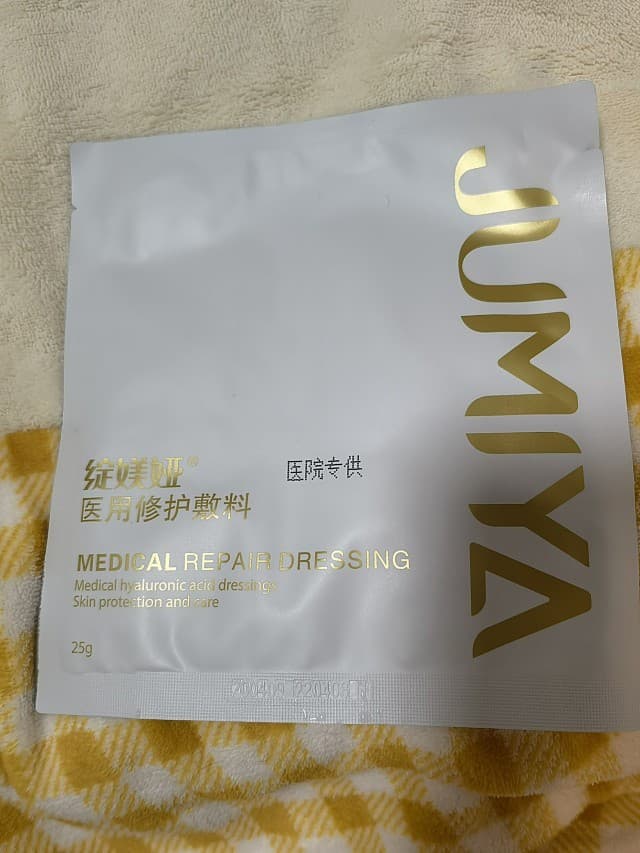 JUMIYA
绽媄娅®
医院专供
医用修护敷料
MEDICAL REPAIR DRESSING
Medical hyaluronic acid dressings
Skin protection and care
25g